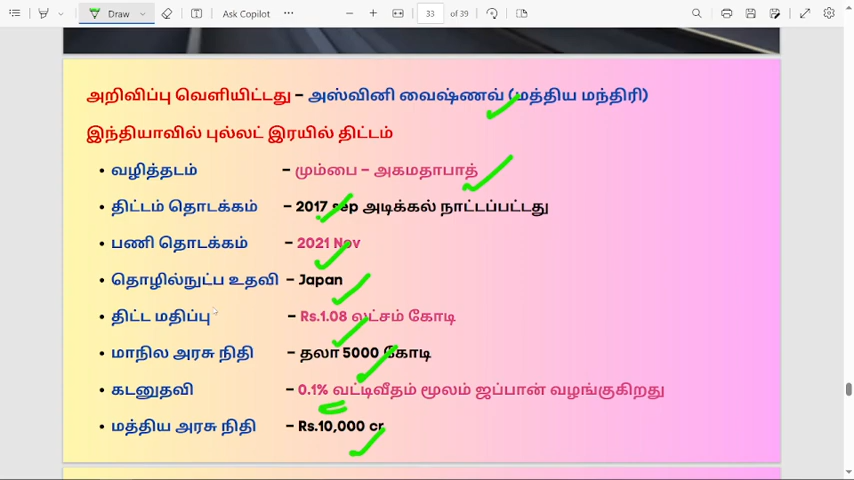 Draw
Ask Copilot
33 of 39
அறிவிப்பு வெளியிட்டது – அஸ்வினி வைஷ்ணவ் (மத்திய மந்திரி)
இந்தியாவில் புல்லட் இரயில் திட்டம்
• வழித்தடம் – மும்பை – அகமதாபாத்
• திட்டம் தொடக்கம் – 2017 sep அடிக்கல் நாட்டப்பட்டது
• பணி தொடக்கம் – 2021 Nov
• தொழில்நுட்ப உதவி – Japan
• திட்ட மதிப்பு – Rs.1.08 லட்சம் கோடி
• மாநில அரசு நிதி – தலா 5000 கோடி
• கடனுதவி – 0.1% வட்டிவீதம் மூலம் ஜப்பான் வழங்குகிறது
• மத்திய அரசு நிதி – Rs.10,000 cr